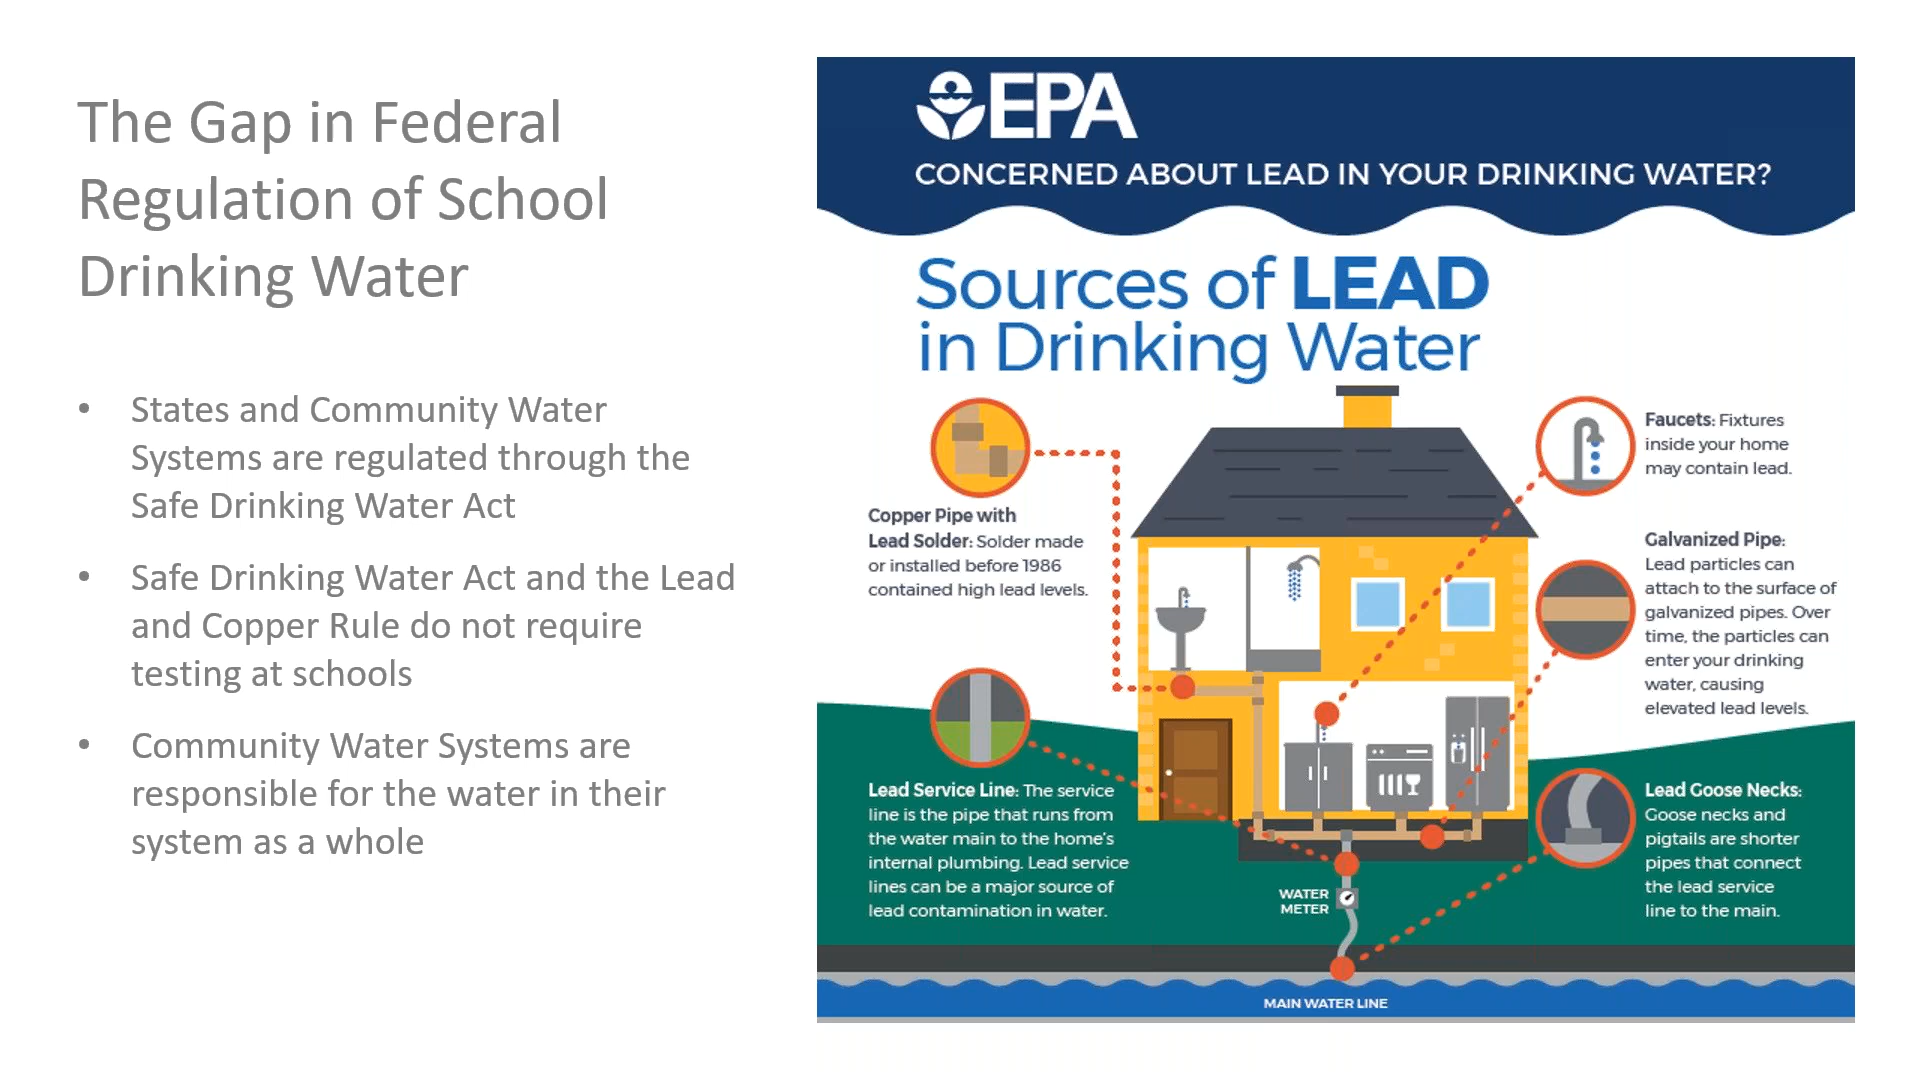 The Gap in Federal
Regulation of School
Drinking Water
• States and Community Water
Systems are regulated through the
Safe Drinking Water Act
• Safe Drinking Water Act and the Lead
and Copper Rule do not require
testing at schools
• Community Water Systems are
responsible for the water in their
system as a whole
EPA
CONCERNED ABOUT LEAD IN YOUR DRINKING WATER?
Sources of LEAD
in Drinking Water
Copper Pipe with
Lead Solder: Solder made
or installed before 1986
contained high lead levels.
Lead Service Line: The service
line is the pipe that runs from
the water main to the home's
internal plumbing. Lead service
lines can be a major source of
lead contamination in water.
Faucets: Fixtures
inside your home
may contain lead.
Galvanized Pipe:
Lead particles can
attach to the surface of
galvanized pipes. Over
time, the particles can
enter your drinking
water, causing
elevated lead levels.
Lead Goose Necks:
Goose necks and
pigtails are shorter
pipes that connect
the lead service
line to the main.
WATER
METER
MAIN WATER LINE